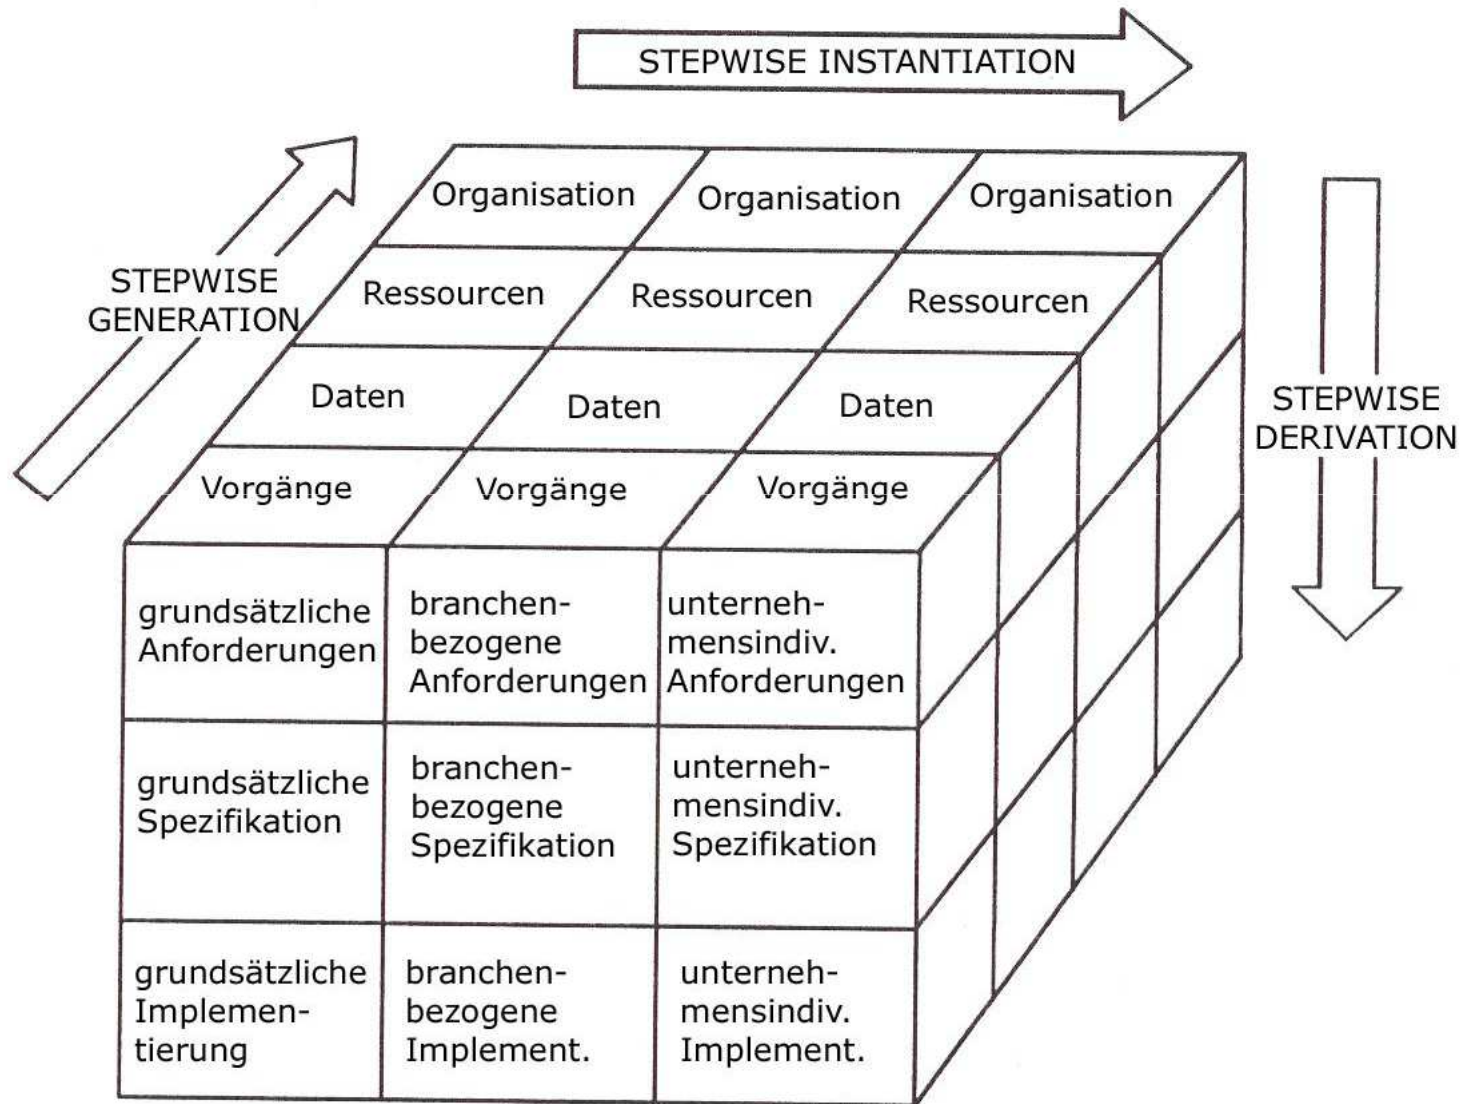 STEPWISE INSTANTIATION
STEPWISE
GENERATION
Organisation
Organisation
Organisation
Ressourcen
Ressourcen
Ressourcen
Daten
Daten
Daten
Vorgänge
Vorgänge
Vorgänge
STEPWISE
DERIVATION
grundsätzliche
Anforderungen
branchen-
bezogene
Anforderungen
unterneh-
mensindiv.
Anforderungen
grundsätzliche
Spezifikation
branchen-
bezogene
Spezifikation
unterneh-
mensindiv.
Spezifikation
grundsätzliche
Implemen-
tierung
branchen-
bezogene
Implement.
unterneh-
mensindiv.
Implement.